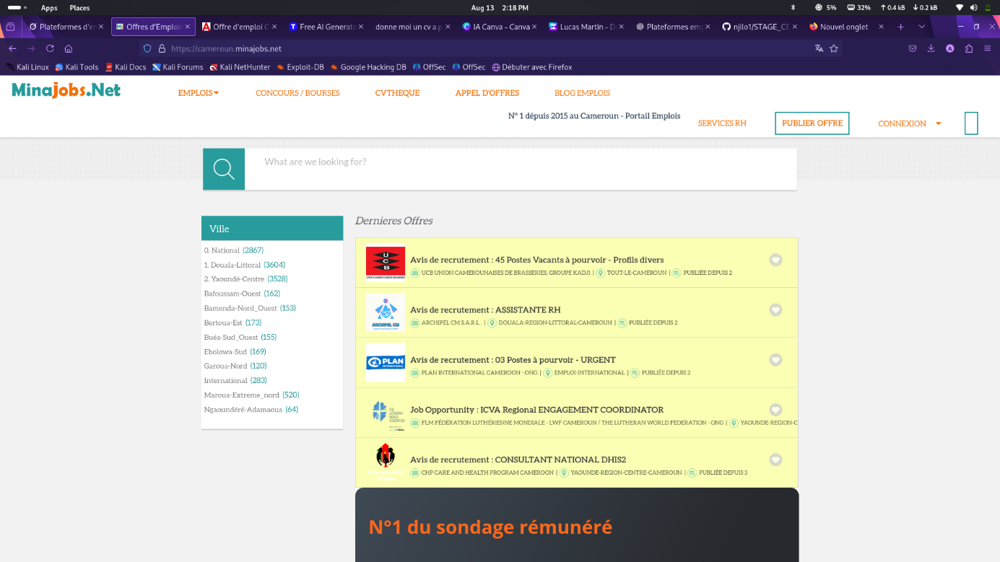 Apps Places Aug 13 2:18 PM 5% 32% 0.4 kB 0.2 kB
Plateformes d'en Offres d'Emplois Offre d'emploi C Free AI Generato donne moi un cv a p IA Canva - Canva Lucas Martin - D Plateformes emp njilo1/STAGE_CE Nouvel onglet
https://cameroun.minajobs.net
Kali Linux Kali Tools Kali Docs Kali Forums Kali NetHunter Exploit-DB Google Hacking DB OffSec OffSec Débuter avec Firefox
Minajobs.Net EMPLOIS CONCOURS / BOURSES CVTHEQUE APPEL D'OFFRES BLOG EMPLOIS
N° 1 dépuis 2015 au Cameroun - Portail Emplois SERVICES RH PUBLIER OFFRE CONNEXION
What are we looking for?
Ville
0. National (2867)
1. Douala-Littoral (3604)
2. Yaoundé-Centre (3528)
Bafoussam-Ouest (162)
Bamenda-Nord_Ouest (153)
Bertoua-Est (173)
Buéa-Sud_Ouest (155)
Ebolowa-Sud (169)
Garoua-Nord (120)
International (283)
Maroua-Extreme_nord (520)
Ngaoundéré-Adamaoua (64)
Dernieres Offres
UCB
Avis de recrutement : 45 Postes Vacants à pourvoir - Profils divers
UCB UNION CAMEROUNAISES DE BRASSERIES, GROUPE KADJI | TOUT-LE-CAMEROUN | PUBLIÉE DEPUIS 2
ARCHIPEL CM
Avis de recrutement : ASSISTANTE RH
ARCHIPEL CM S.A.R.L . | DOUALA-REGION-LITTORAL-CAMEROUN | PUBLIÉE DEPUIS 2
PLAN INTERNATIONAL
Avis de recrutement : 03 Postes à pourvoir - URGENT
PLAN INTERNATIONAL CAMEROON - ONG | EMPLOI-INTERNATIONAL | PUBLIÉE DEPUIS 2
THE LUTHERAN WORLD FEDERATION
Job Opportunity : ICVA Regional ENGAGEMENT COORDINATOR
FLM FÉDÉRATION LUTHÉRIENNE MONDIALE - LWF CAMEROUN / THE LUTHERAN WORLD FEDERATION - ONG | YAOUNDE-REGION-C
Avis de recrutement : CONSULTANT NATIONAL DHIS2
CHP CARE AND HEALTH PROGRAM CAMEROON | YAOUNDE-REGION-CENTRE-CAMEROUN | PUBLIÉE DEPUIS 3
N°1 du sondage rémunéré